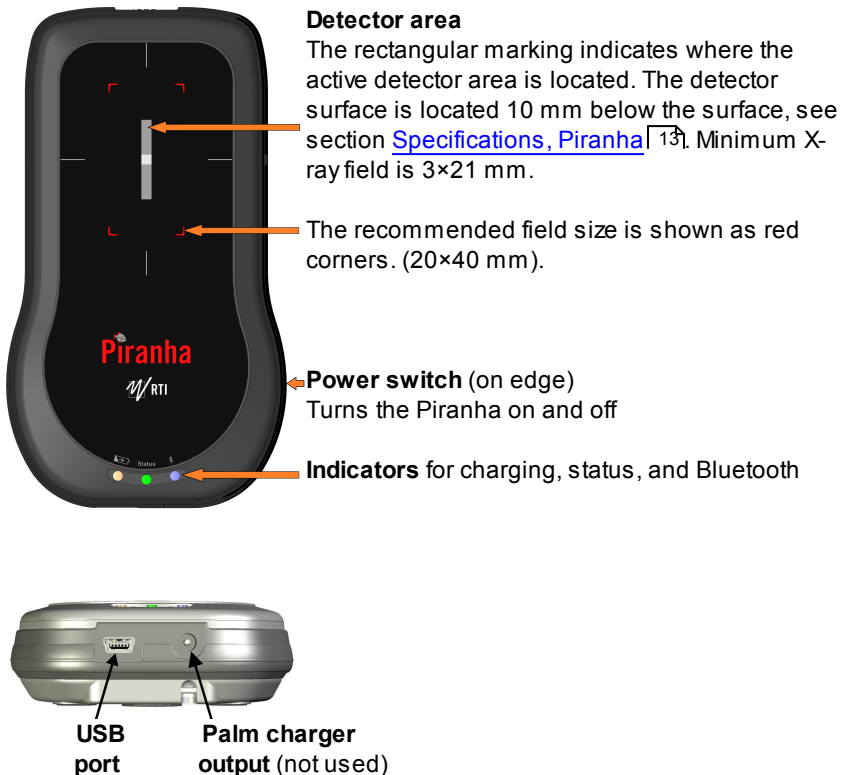 Detector area
The rectangular marking indicates where the
active detector area is located. The detector
surface is located 10 mm below the surface, see
section Specifications, Piranha 13. Minimum X-
ray field is 3×21 mm.
The recommended field size is shown as red
corners. (20×40 mm).
Piranha
RTI
Power switch (on edge)
Turns the Piranha on and off
Status
Indicators for charging, status, and Bluetooth
USB
port
Palm charger
output (not used)